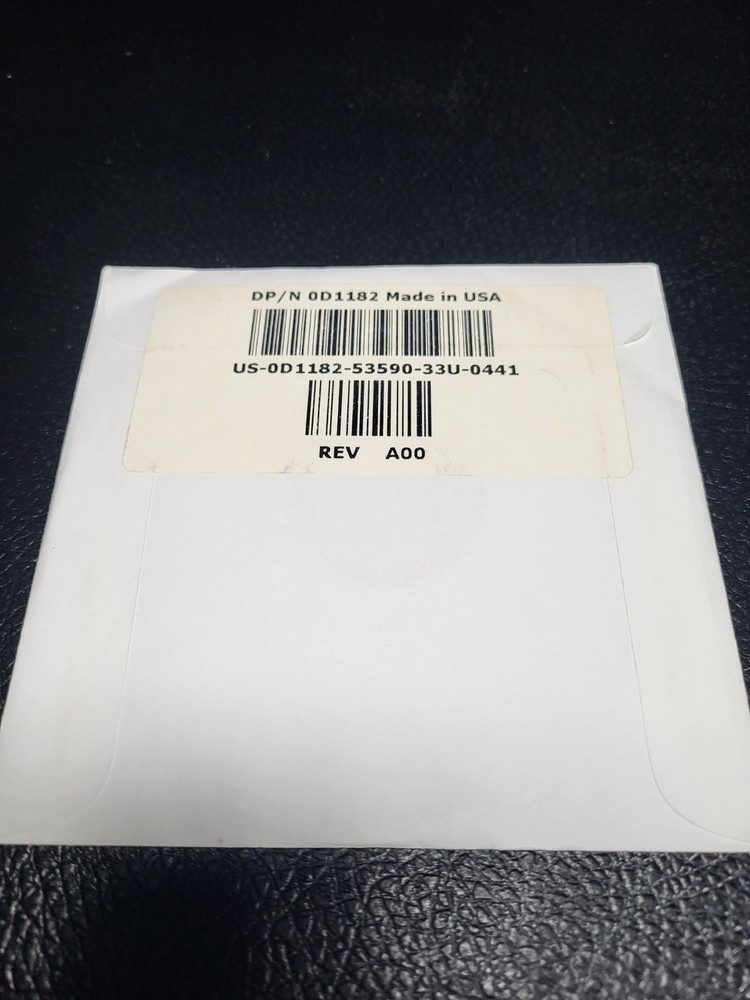 DP/N 0D1182 Made in USA
US-0D1182-53590-33U-0441
REV A00